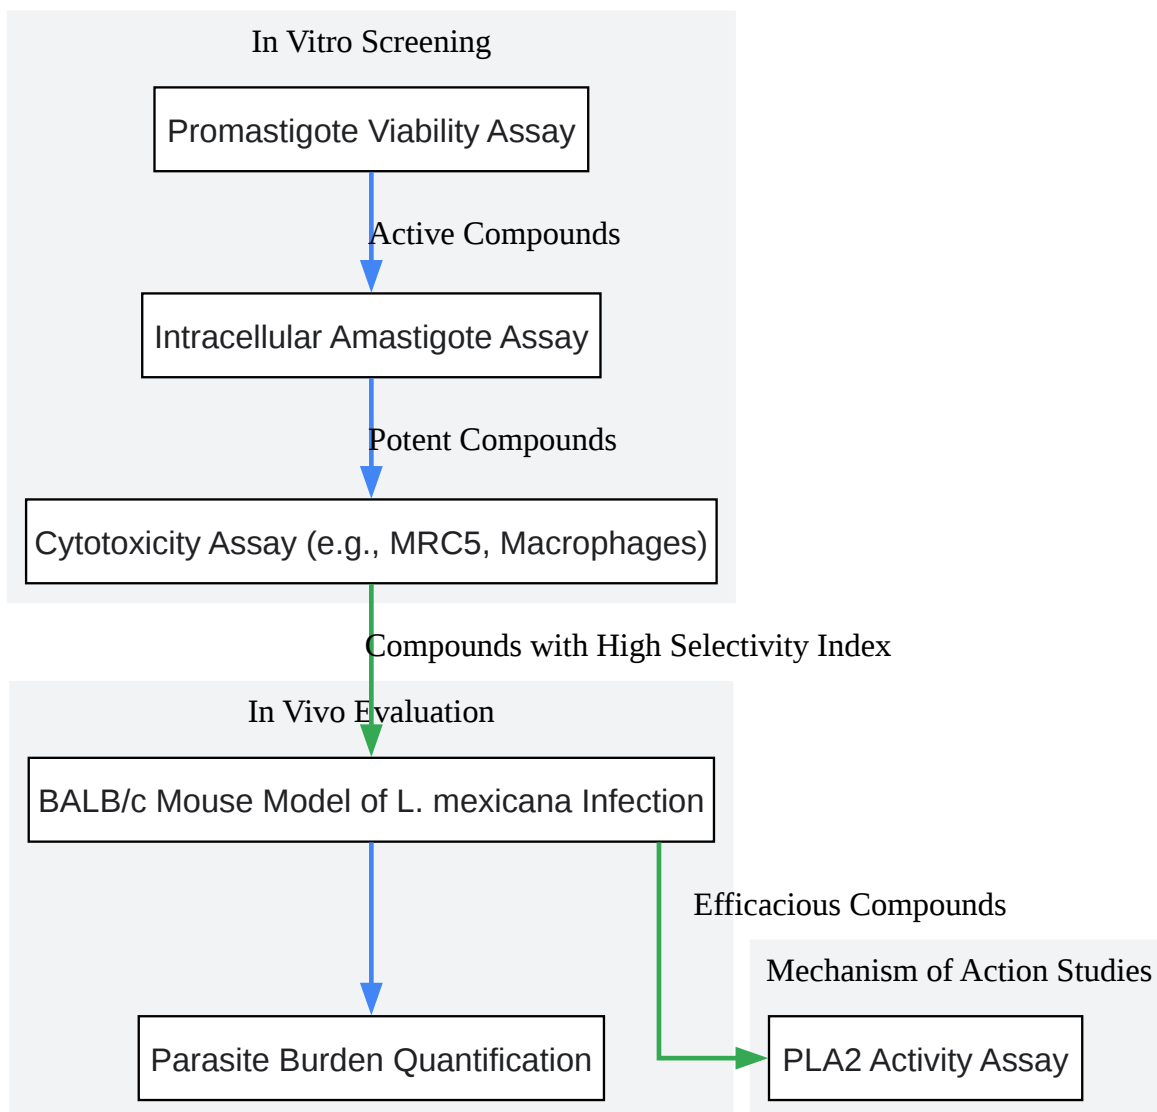 In Vitro Screening
Promastigote Viability Assay
Active Compounds
Intracellular Amastigote Assay
Potent Compounds
Cytotoxicity Assay (e.g., MRC5, Macrophages)
Compounds with High Selectivity Index
In Vivo Evaluation
BALB/c Mouse Model of L. mexicana Infection
Efficacious Compounds
Mechanism of Action Studies
Parasite Burden Quantification
PLA2 Activity Assay